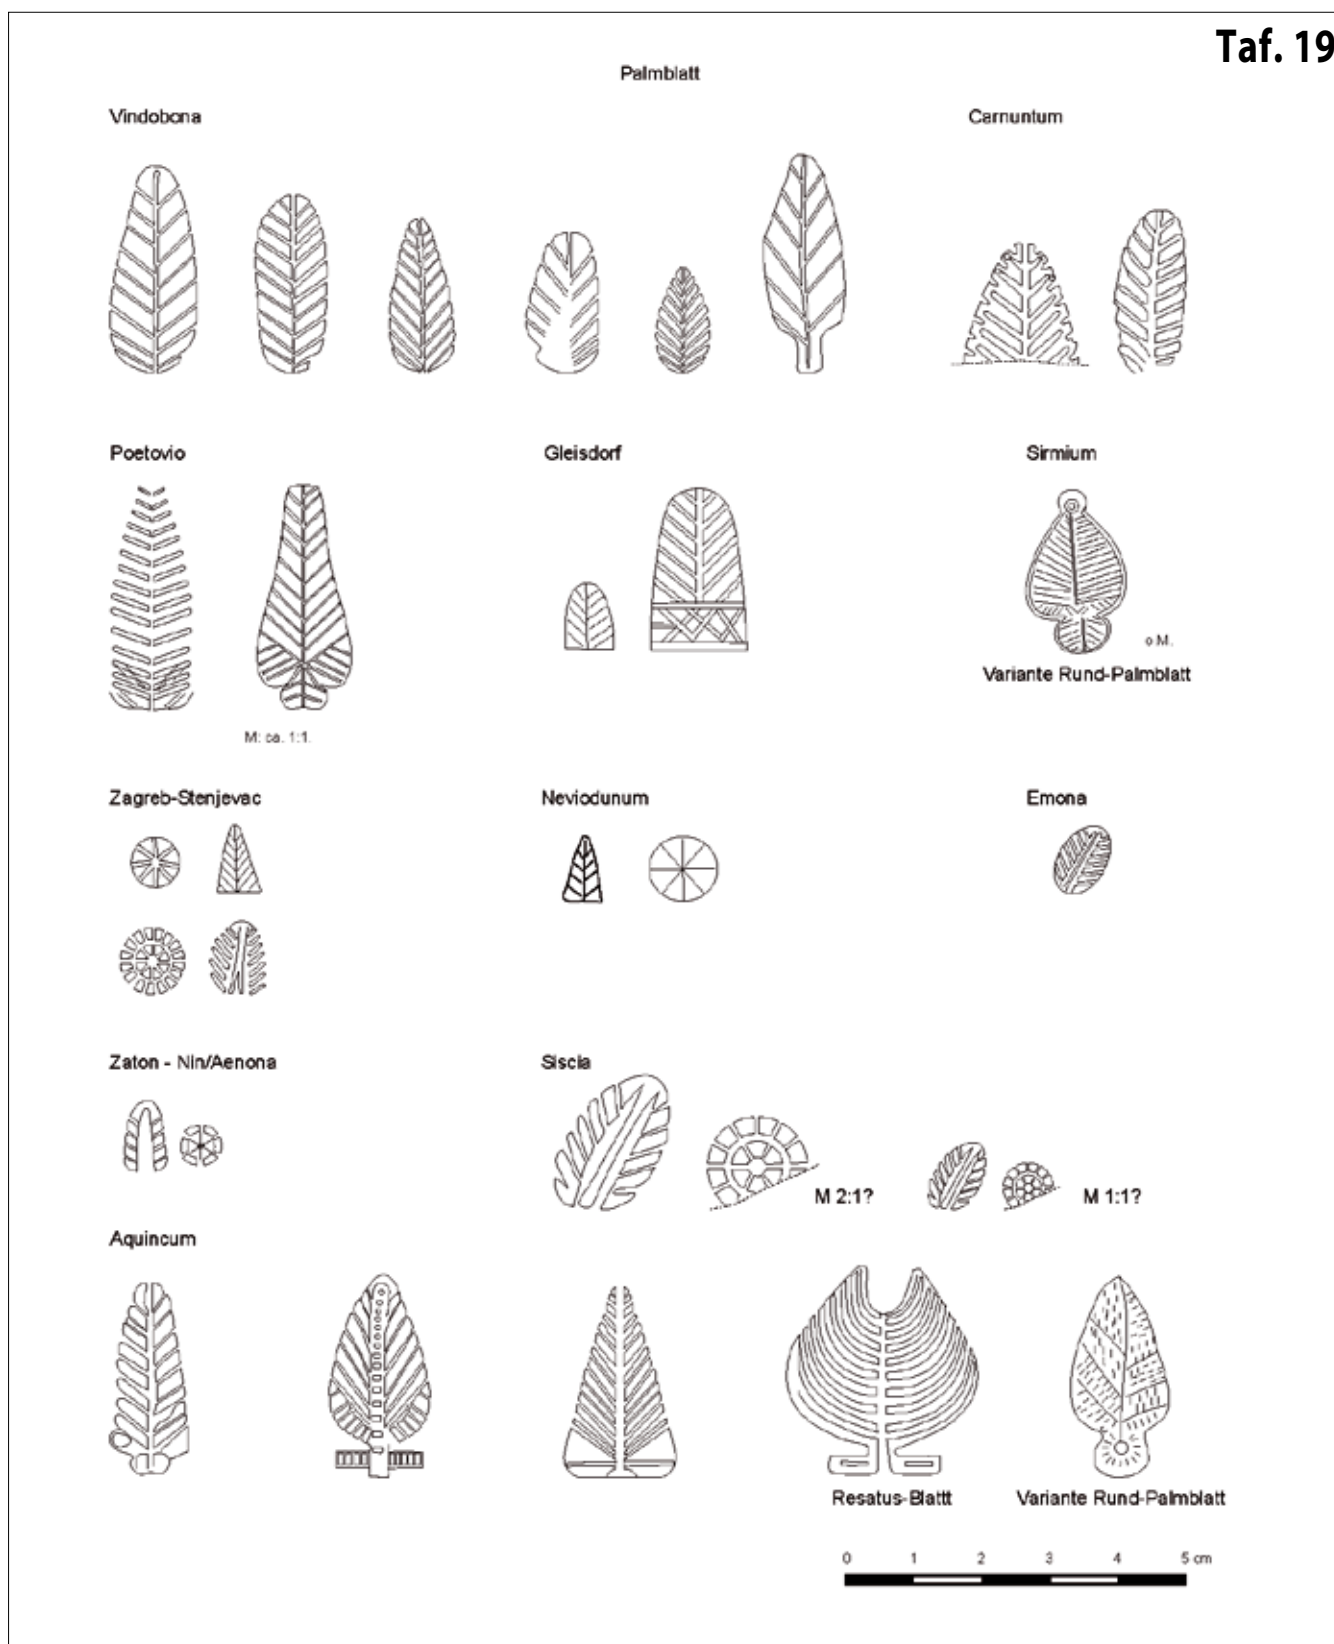 Taf. 19
Palmblatt
Vindobona
Carnuntum
Poetovio
Gleisdorf
Sirmium
o.M.
Variante Rund-Palmblatt
M: ca. 1:1.
Zagreb-Stenjevac
Neviodunum
Emona
Zaton - Nin/Aenona
Siscia
M 2:1?
M 1:1?
Aquincum
Resatus-Blattt
Variante Rund-Palmblatt
0 1 2 3 4 5 cm